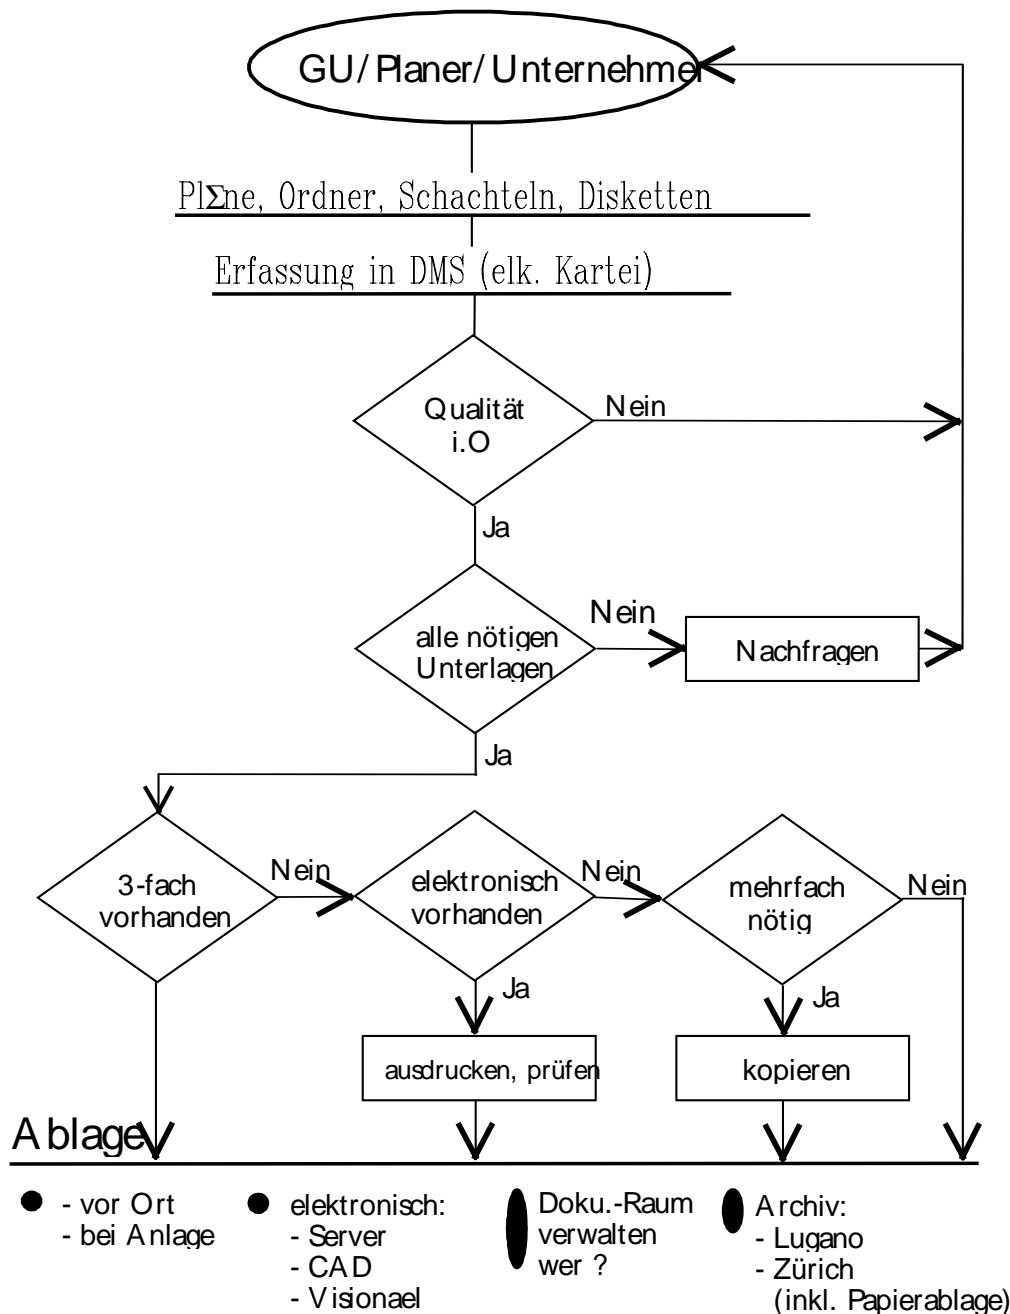 GU/Planer/Unternehmer
PlΣne, Ordner, Schachteln, Disketten
Erfassung in DMS (elk. Kartei)
Qualität
i.O
Nein
Ja
alle nötigen
Unterlagen
Nein
Nachfragen
Ja
3-fach
vorhanden
Nein
elektronisch
vorhanden
Nein
mehrfach
nötig
Nein
Ja
Ja
ausdrucken, prüfen
kopieren
Ablage
- vor Ort
- bei Anlage
elektronisch:
- Server
- CAD
- Visionael
Doku.-Raum
verwalten
wer ?
Archiv:
- Lugano
- Zürich
(inkl. Papierablage)